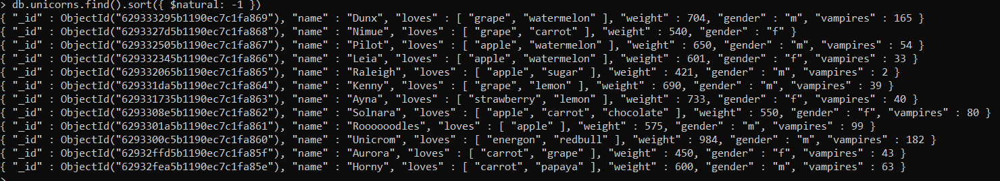 > db.unicorns.find().sort({ $natural: -1 })
{ "_id" : ObjectId("629333295b1190ec7c1fa869"), "name" : "Dunx", "loves" : [ "grape", "watermelon" ], "weight" : 704, "gender" : "m", "vampires" : 165 }
{ "_id" : ObjectId("6293327d5b1190ec7c1fa868"), "name" : "Nimue", "loves" : [ "grape", "carrot" ], "weight" : 540, "gender" : "f" }
{ "_id" : ObjectId("629332505b1190ec7c1fa867"), "name" : "Pilot", "loves" : [ "apple", "watermelon" ], "weight" : 650, "gender" : "m", "vampires" : 54 }
{ "_id" : ObjectId("629332345b1190ec7c1fa866"), "name" : "Leia", "loves" : [ "apple", "watermelon" ], "weight" : 601, "gender" : "f", "vampires" : 33 }
{ "_id" : ObjectId("629332065b1190ec7c1fa865"), "name" : "Raleigh", "loves" : [ "apple", "sugar" ], "weight" : 421, "gender" : "m", "vampires" : 2 }
{ "_id" : ObjectId("629331da5b1190ec7c1fa864"), "name" : "Kenny", "loves" : [ "grape", "lemon" ], "weight" : 690, "gender" : "m", "vampires" : 39 }
{ "_id" : ObjectId("629331735b1190ec7c1fa863"), "name" : "Ayna", "loves" : [ "strawberry", "lemon" ], "weight" : 733, "gender" : "f", "vampires" : 40 }
{ "_id" : ObjectId("6293308e5b1190ec7c1fa862"), "name" : "Solnara", "loves" : [ "apple", "carrot", "chocolate" ], "weight" : 550, "gender" : "f", "vampires" : 80 }
{ "_id" : ObjectId("6293301a5b1190ec7c1fa861"), "name" : "Roooooodles", "loves" : [ "apple" ], "weight" : 575, "gender" : "m", "vampires" : 99 }
{ "_id" : ObjectId("6293300c5b1190ec7c1fa860"), "name" : "Unicrom", "loves" : [ "energon", "redbull" ], "weight" : 984, "gender" : "m", "vampires" : 182 }
{ "_id" : ObjectId("62932ffd5b1190ec7c1fa85f"), "name" : "Aurora", "loves" : [ "carrot", "grape" ], "weight" : 450, "gender" : "f", "vampires" : 43 }
{ "_id" : ObjectId("62932fea5b1190ec7c1fa85e"), "name" : "Horny", "loves" : [ "carrot", "papaya" ], "weight" : 600, "gender" : "m", "vampires" : 63 }
>